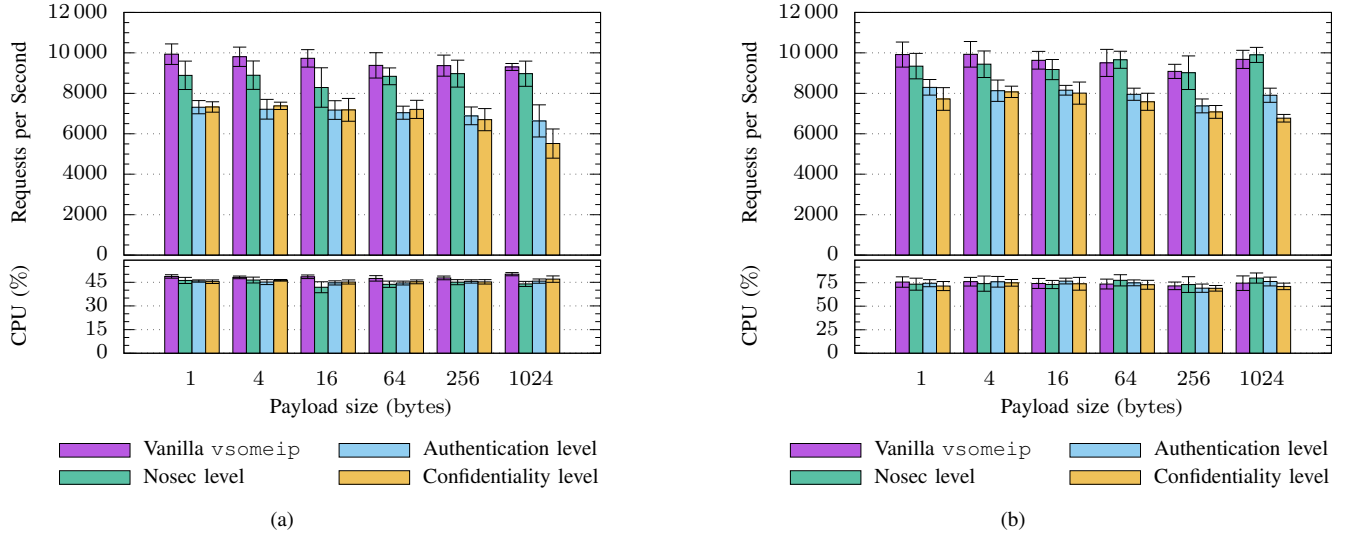 12 000
10 000
8000
6000
4000
2000
0
Requests per Second
45
30
15
0
CPU (%)
1 4 16 64 256 1024
Payload size (bytes)
Vanilla vsomeip Authentication level
Nosec level Confidentiality level
(a)
12 000
10 000
8000
6000
4000
2000
0
Requests per Second
75
50
25
0
CPU (%)
1 4 16 64 256 1024
Payload size (bytes)
Vanilla vsomeip Authentication level
Nosec level Confidentiality level
(b)